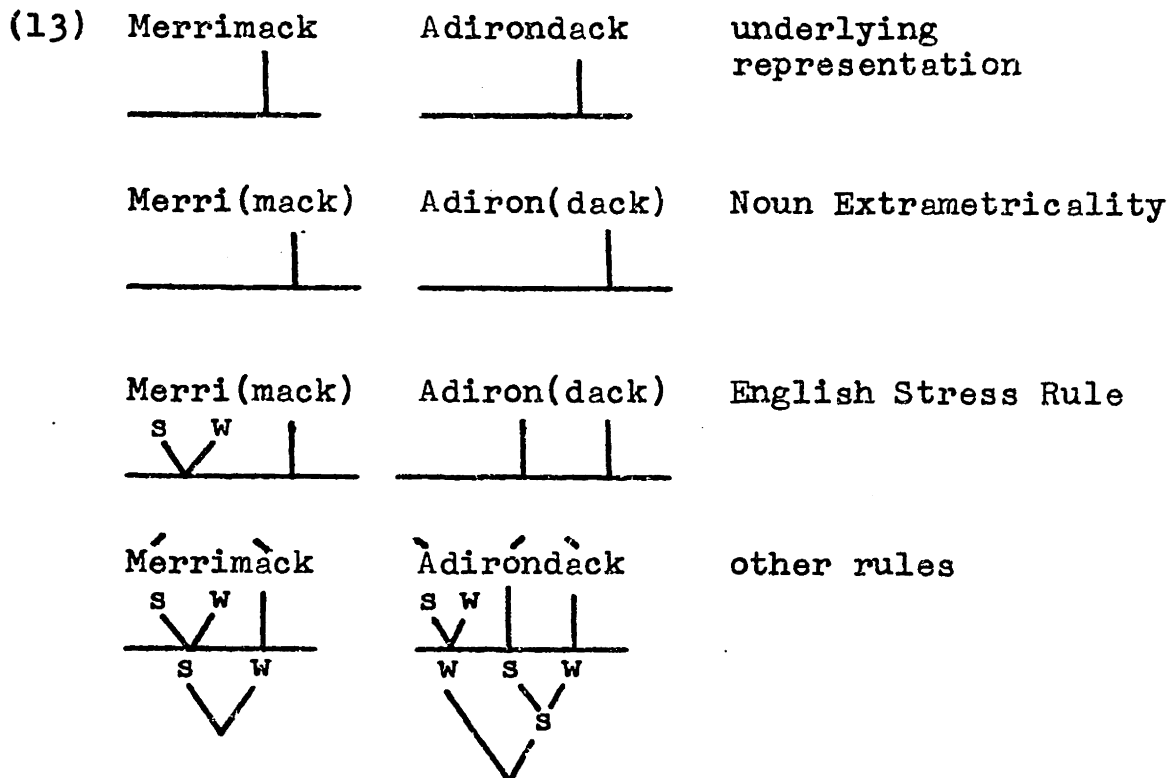 (13) Merrimack Adirondack underlying
representation
Merri(mack) Adiron(dack) Noun Extrametricality
Merri(mack) Adiron(dack) English Stress Rule
s w
Mérrimàck Àdiróndàck other rules
s w s w
s w w s w
s